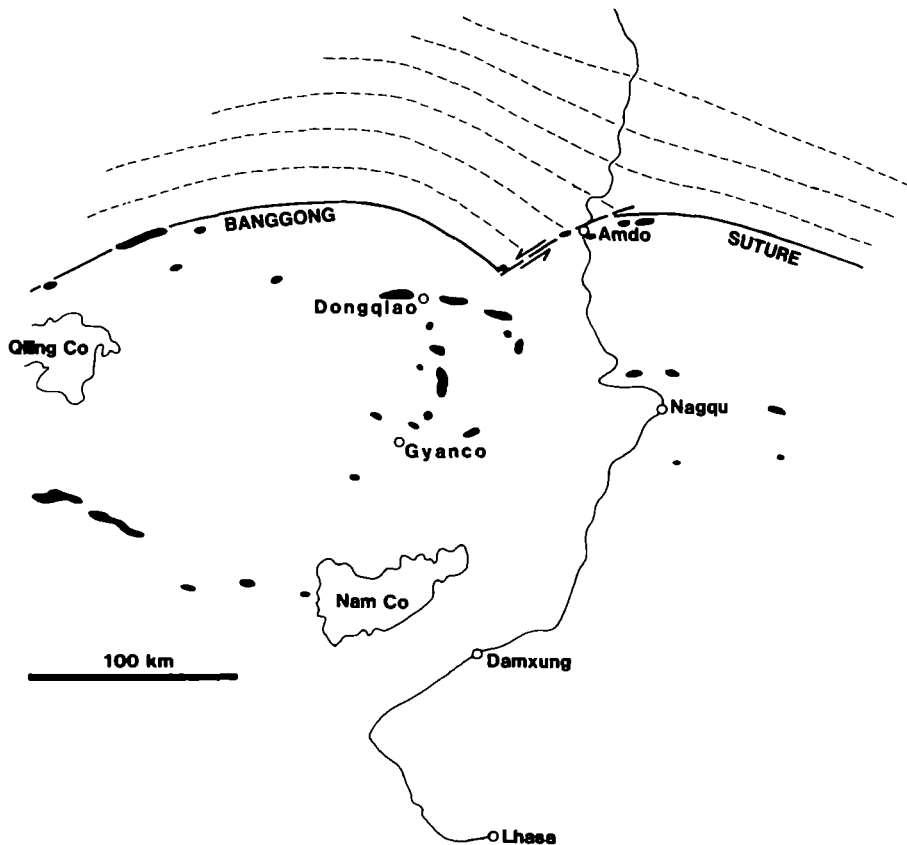 BANGGONG
Amdo
SUTURE
Dongqiao
Qiling Co
Nagqu
Gyanco
Nam Co
Damxung
100 km
Lhasa